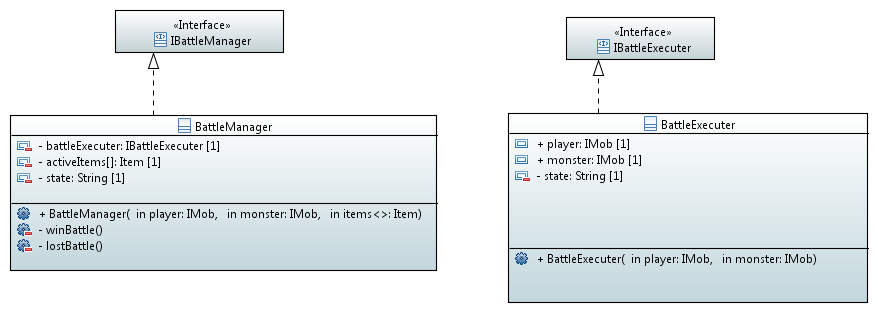 «Interface»
IBattleManager
BattleManager
- battleExecuter: IBattleExecuter [1]
- activeItems[]: Item [1]
- state: String [1]
+ BattleManager(  in player: IMob,   in monster: IMob,   in items<>: Item)
- winBattle()
- lostBattle()
«Interface»
IBattleExecuter
BattleExecuter
+ player: IMob [1]
+ monster: IMob [1]
- state: String [1]
+ BattleExecuter(  in player: IMob,   in monster: IMob)